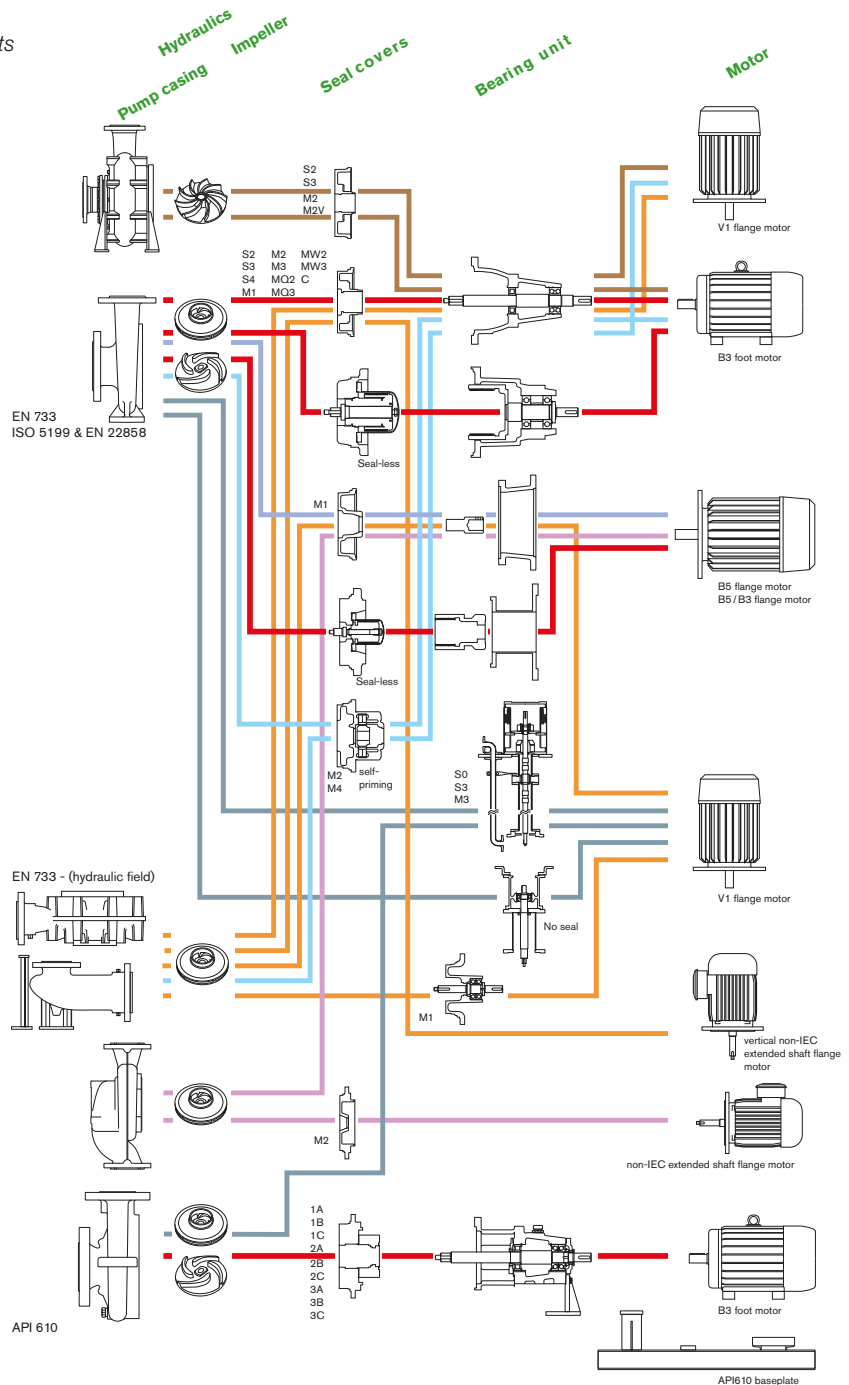 ts
Hydraulics
Pump casing
Impeller
Seal covers
Bearing unit
Motor
S2
S3
M2
M2V
V1 flange motor
S2 M2 MW2
S3 M3 MW3
S4 MQ2 C
M1 MQ3
B3 foot motor
EN 733
ISO 5199 & EN 22858
Seal-less
M1
B5 flange motor
B5/B3 flange motor
Seal-less
M2
M4
self-
priming
S0
S3
M3
EN 733 - (hydraulic field)
V1 flange motor
No seal
M1
vertical non-IEC
extended shaft flange
motor
M2
non-IEC extended shaft flange motor
1A
1B
1C
2A
2B
2C
3A
3B
3C
B3 foot motor
API 610
API610 baseplate